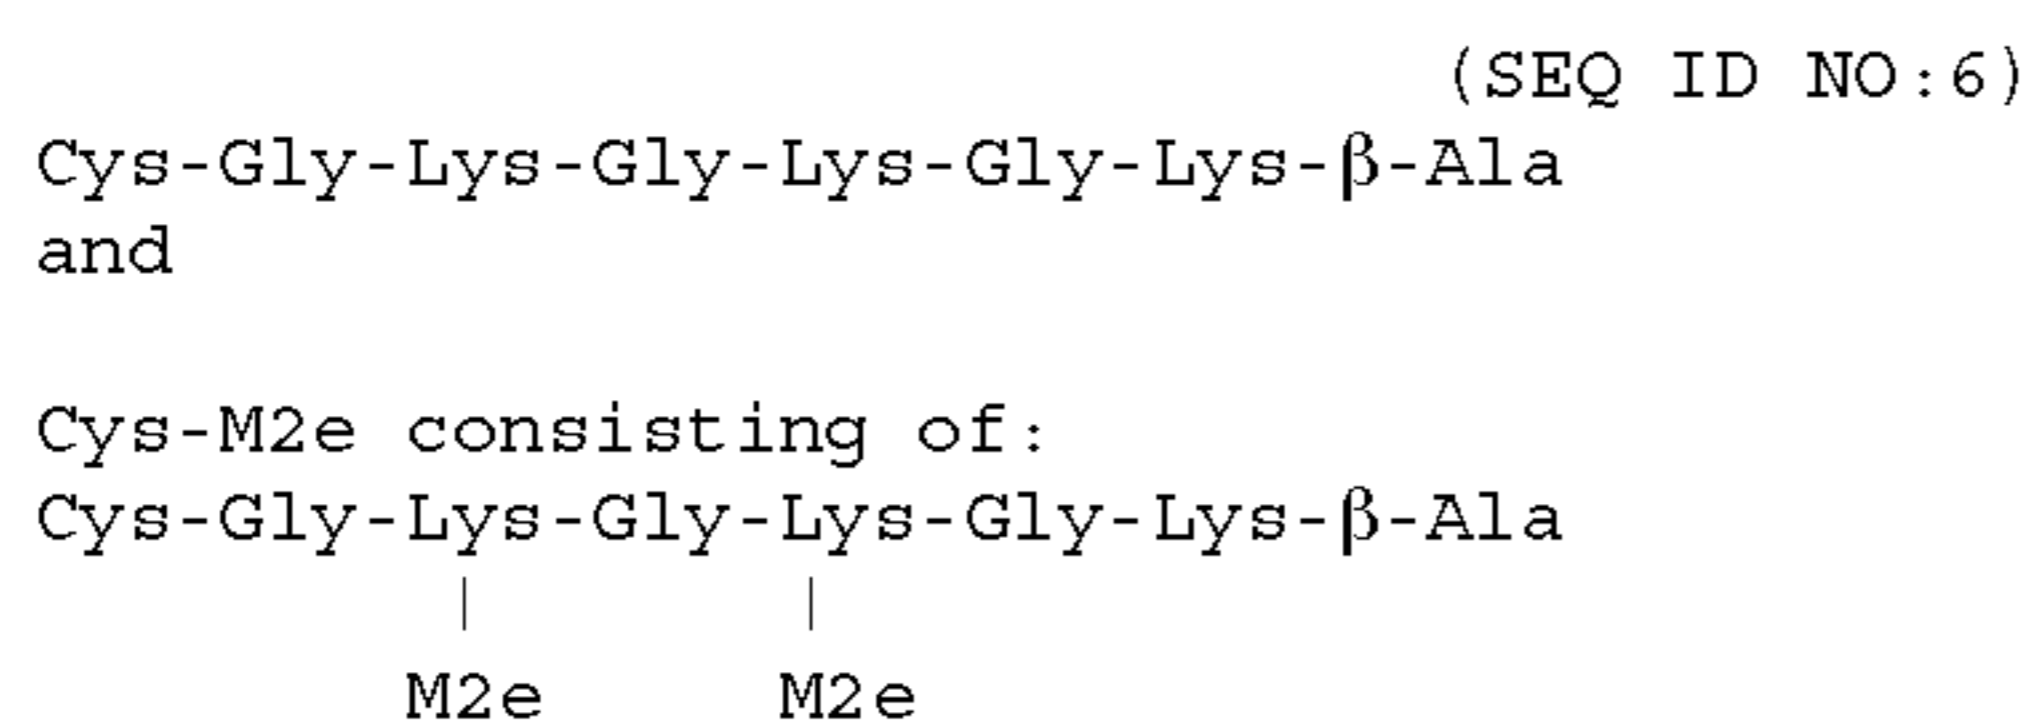 (SEQ ID NO:6)
Cys-Gly-Lys-Gly-Lys-Gly-Lys-β-Ala
and
Cys-M2e consisting of:
Cys-Gly-Lys-Gly-Lys-Gly-Lys-β-Ala
| |
M2e M2e